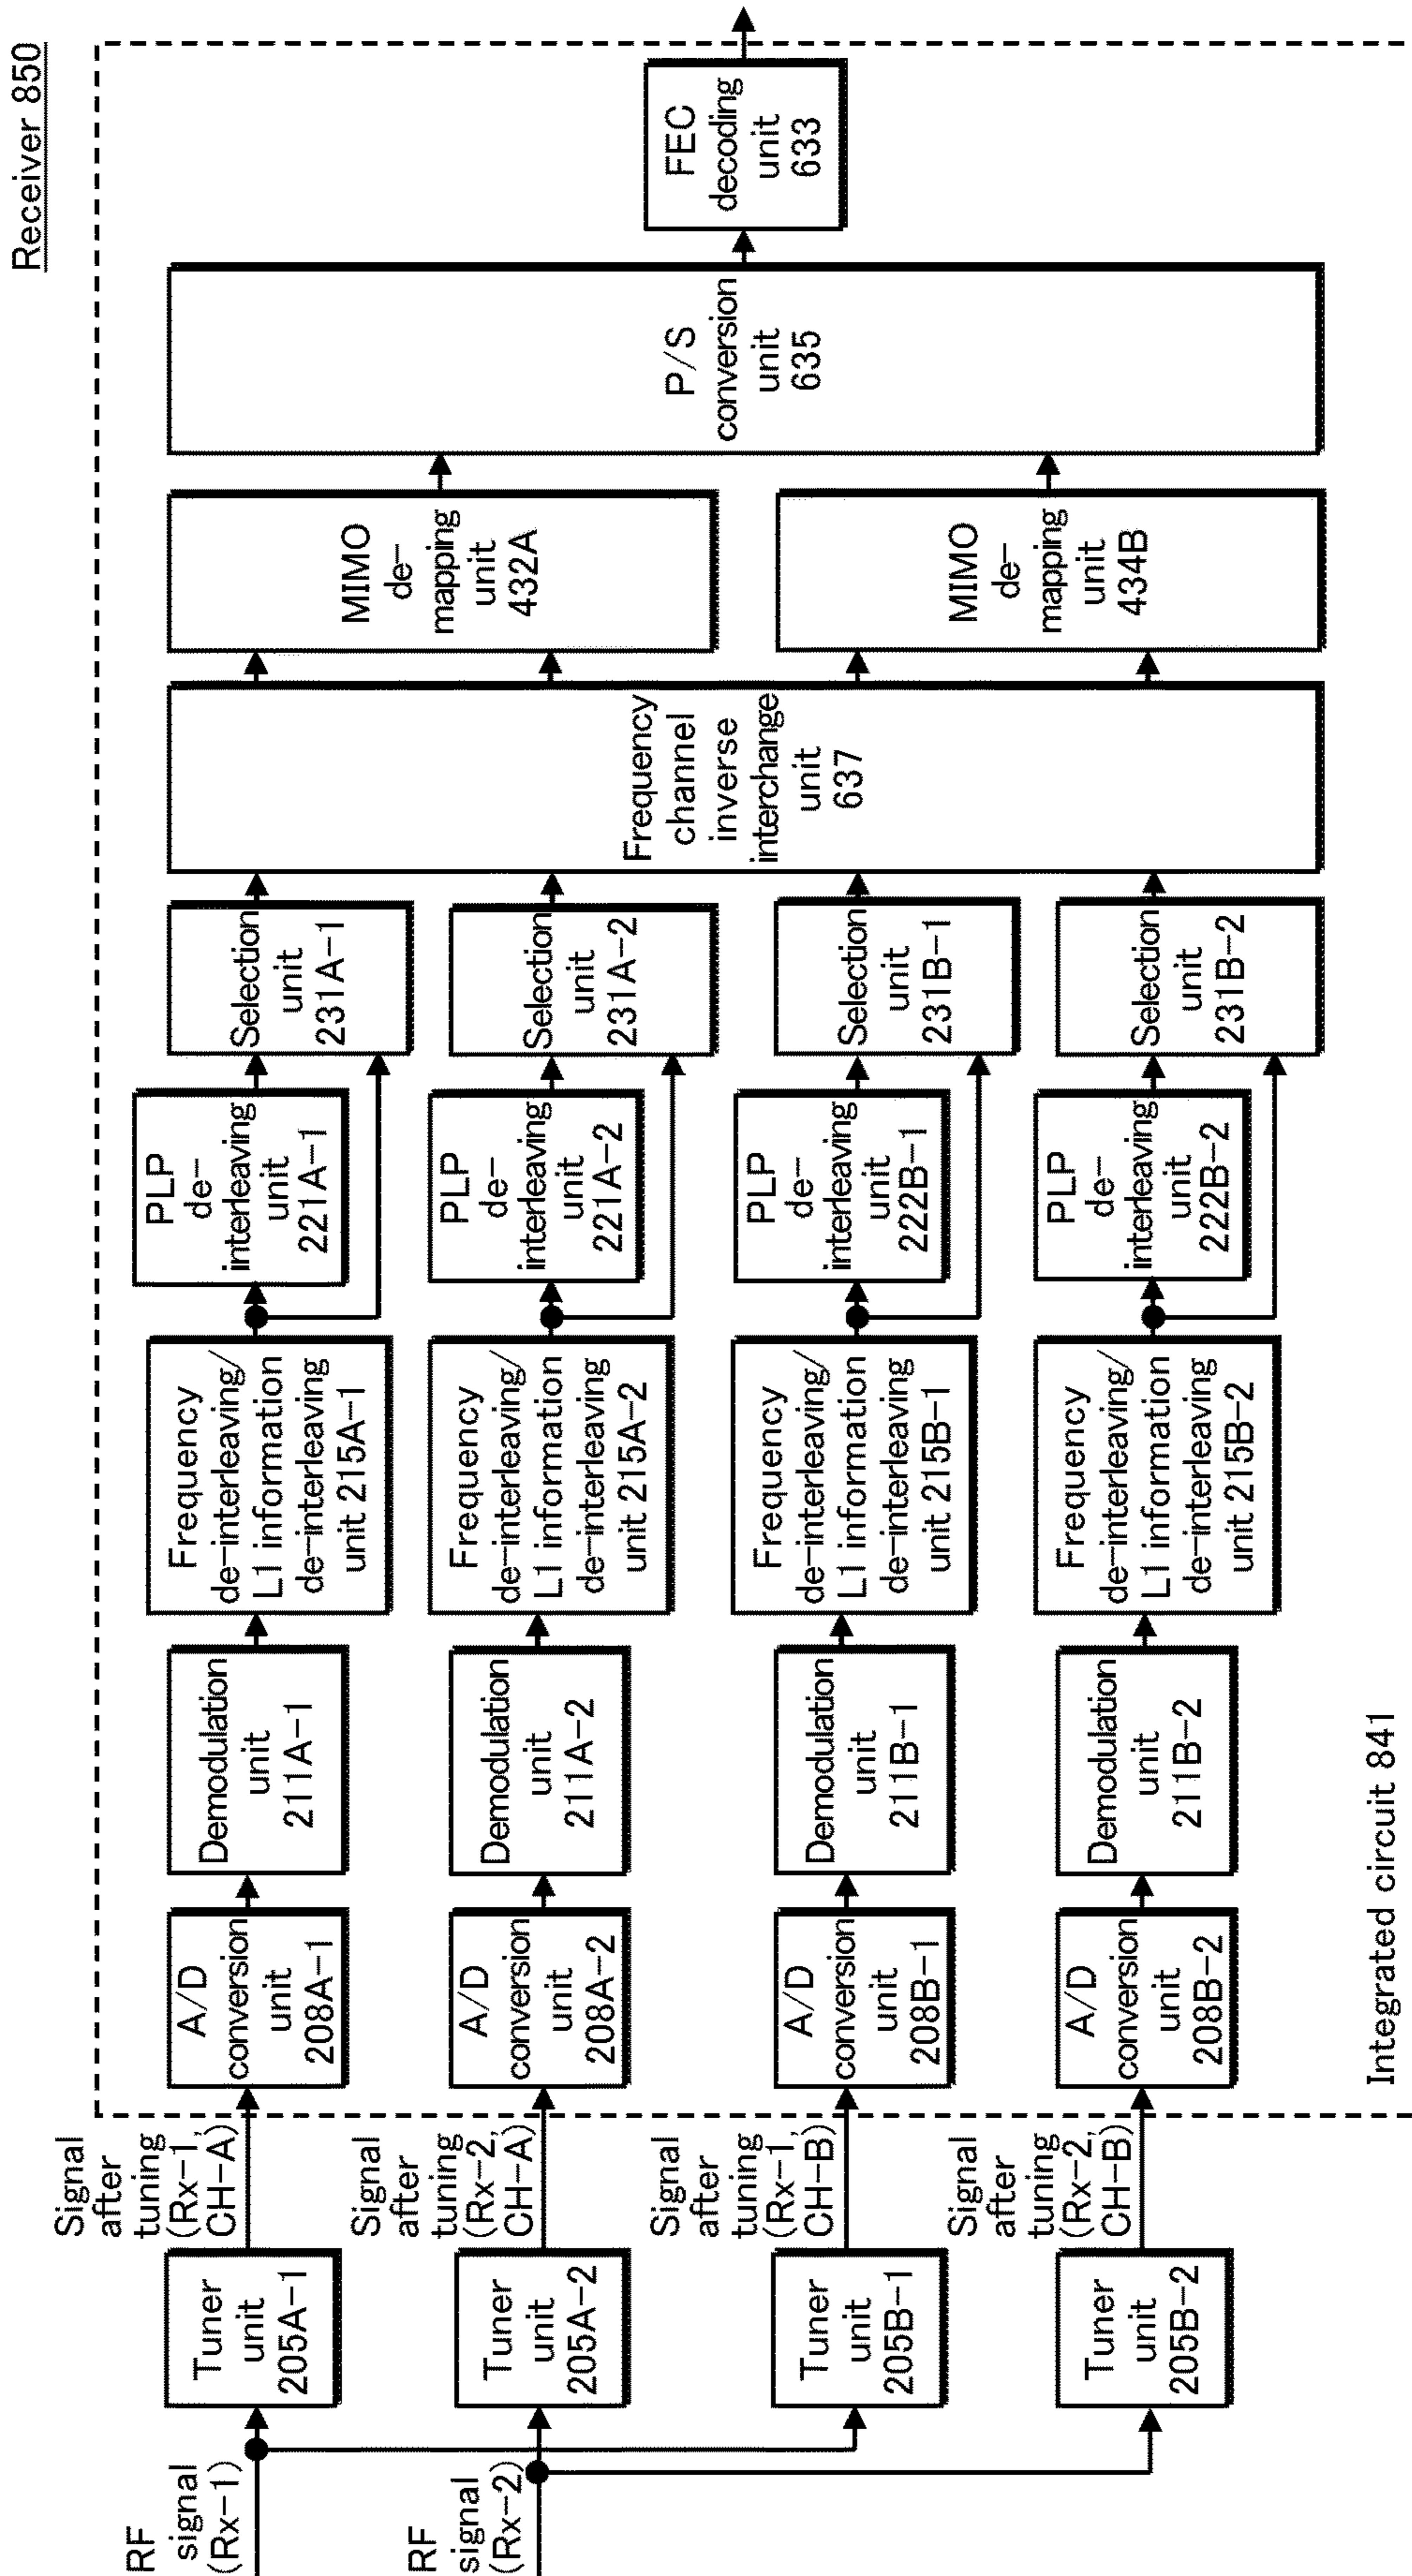 Receiver 850
RF
signal
(Rx-1)
RF
signal
(Rx-2)
Tuner
unit
205A-1
Tuner
unit
205A-2
Tuner
unit
205B-1
Tuner
unit
205B-2
Signal
after
tuning
(Rx-1,
CH-A)
Signal
after
tuning
(Rx-2,
CH-A)
Signal
after
tuning
(Rx-1,
CH-B)
Signal
after
tuning
(Rx-2,
CH-B)
A/D
conversion
unit
208A-1
A/D
conversion
unit
208A-2
A/D
conversion
unit
208B-1
A/D
conversion
unit
208B-2
Demodulation
unit
211A-1
Demodulation
unit
211A-2
Demodulation
unit
211B-1
Demodulation
unit
211B-2
Frequency
de-interleaving/
L1 information
de-interleaving
unit 215A-1
Frequency
de-interleaving/
L1 information
de-interleaving
unit 215A-2
Frequency
de-interleaving/
L1 information
de-interleaving
unit 215B-1
Frequency
de-interleaving/
L1 information
de-interleaving
unit 215B-2
PLP
de-
interleaving
unit
221A-1
PLP
de-
interleaving
unit
221A-2
PLP
de-
interleaving
unit
222B-1
PLP
de-
interleaving
unit
222B-2
Selection
unit
231A-1
Selection
unit
231A-2
Selection
unit
231B-1
Selection
unit
231B-2
Frequency
channel
inverse
interchange
unit
637
MIMO
de-
mapping
unit
432A
MIMO
de-
mapping
unit
434B
P/S
conversion
unit
635
FEC
decoding
unit
633
Integrated circuit 841